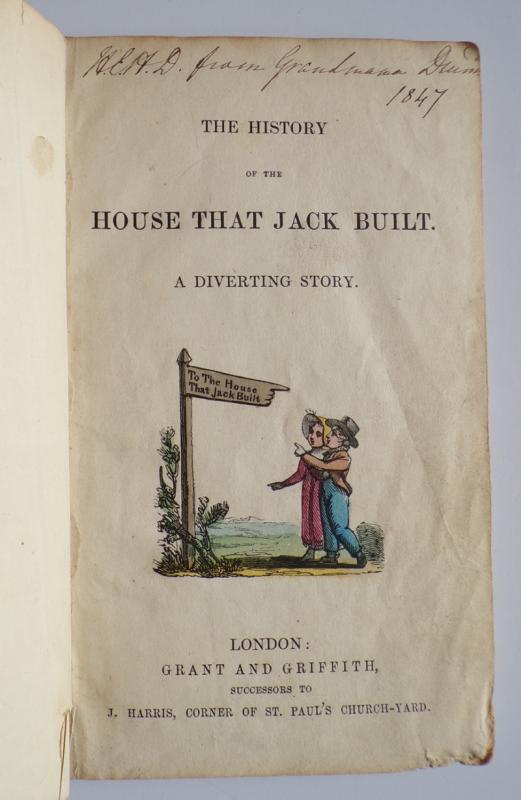 H.E.H.D. from Grandmama
1847
THE HISTORY
OF THE
HOUSE THAT JACK BUILT.
A DIVERTING STORY.
To The House
That Jack Built
LONDON:
GRANT AND GRIFFITH,
SUCCESSORS TO
J. HARRIS, CORNER OF ST. PAUL'S CHURCH-YARD.